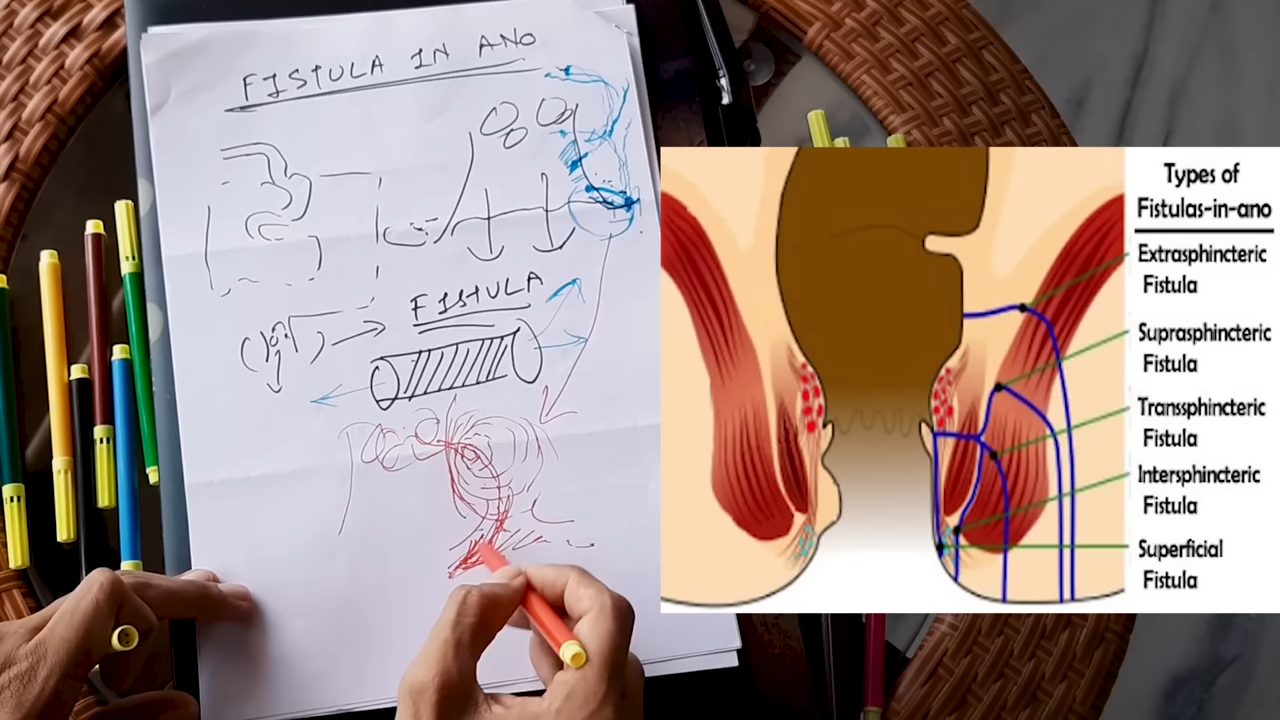 FISTULA IN ANO
FISTULA
Types of
Fistulas-in-ano
Extrasphincteric
Fistula
Suprasphincteric
Fistula
Transsphincteric
Fistula
Intersphincteric
Fistula
Superficial
Fistula